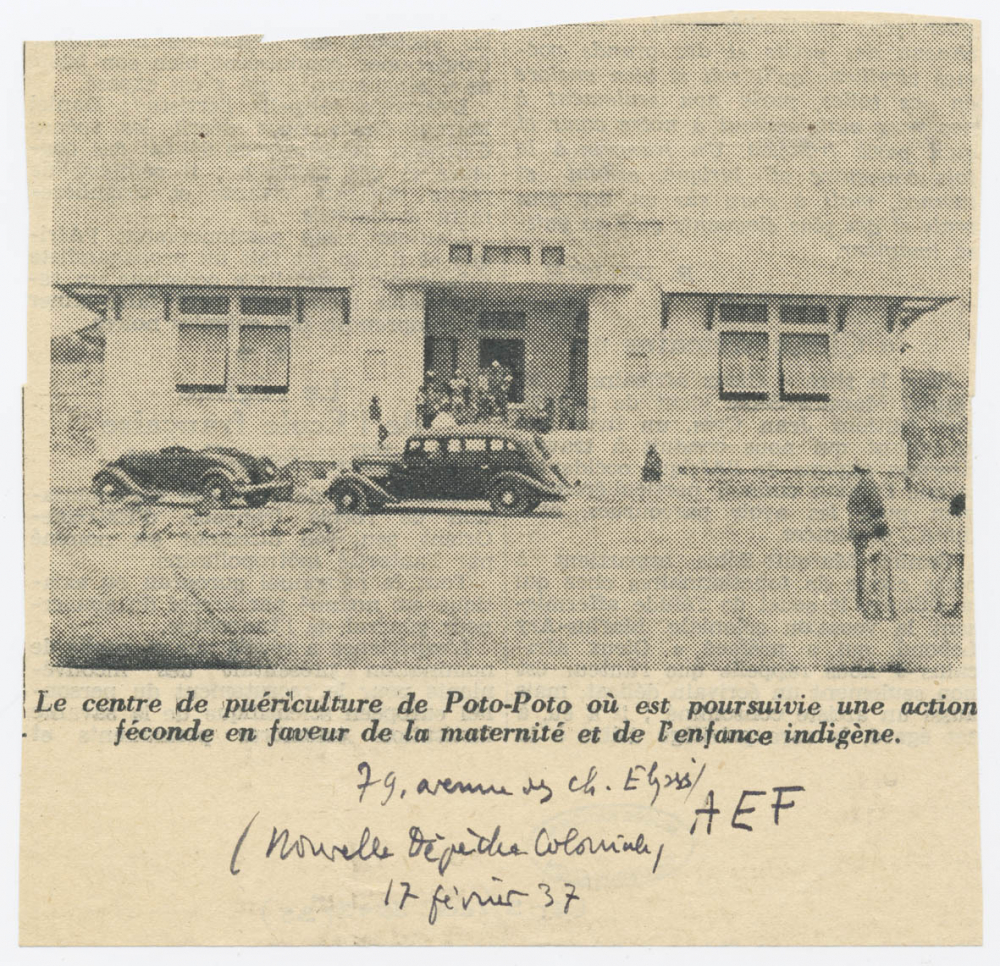 Le centre de puériculture de Poto-Poto où est poursuivie une action
féconde en faveur de la maternité et de l'enfance indigène.
79, avenue des Ch. Elysés
AEF
(Nouvelle Dépêche Coloniale,
17 février 37